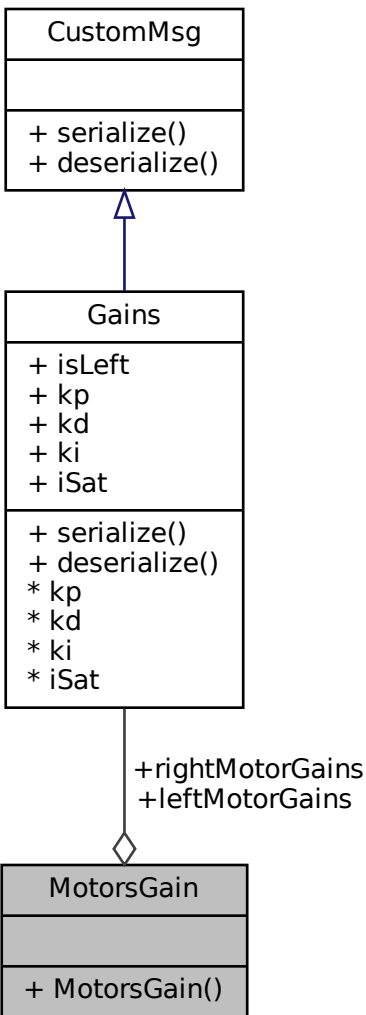 CustomMsg
+ serialize()
+ deserialize()
Gains
+ isLeft
+ kp
+ kd
+ ki
+ iSat
+ serialize()
+ deserialize()
* kp
* kd
* ki
* iSat
+rightMotorGains
+leftMotorGains
MotorsGain
+ MotorsGain()